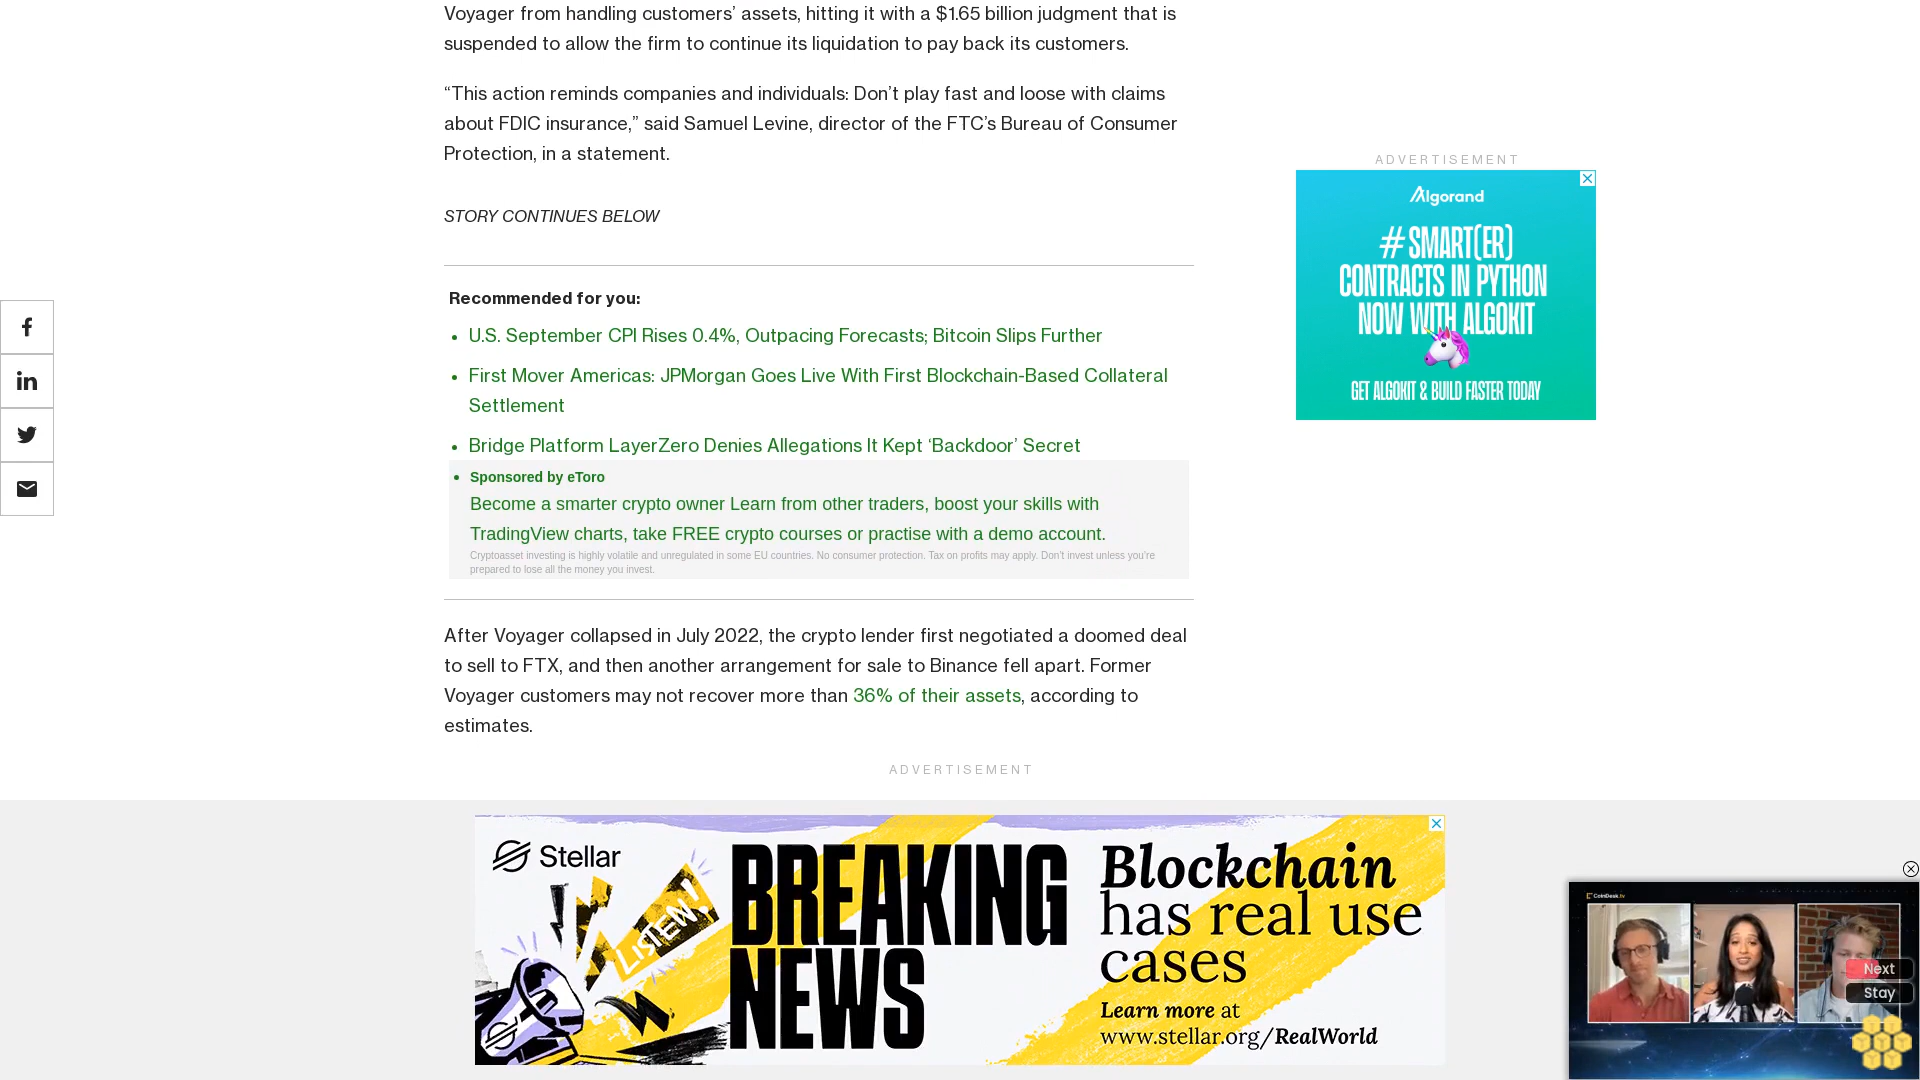 Voyager from handling customers’ assets, hitting it with a $1.65 billion judgment that is
suspended to allow the firm to continue its liquidation to pay back its customers.
“This action reminds companies and individuals: Don’t play fast and loose with claims
about FDIC insurance,” said Samuel Levine, director of the FTC’s Bureau of Consumer
Protection, in a statement.
STORY CONTINUES BELOW
Recommended for you:
U.S. September CPI Rises 0.4%, Outpacing Forecasts; Bitcoin Slips Further
First Mover Americas: JPMorgan Goes Live With First Blockchain-Based Collateral
Settlement
Bridge Platform LayerZero Denies Allegations It Kept ‘Backdoor’ Secret
Sponsored by eToro
Become a smarter crypto owner Learn from other traders, boost your skills with
TradingView charts, take FREE crypto courses or practise with a demo account.
Cryptoasset investing is highly volatile and unregulated in some EU countries. No consumer protection. Tax on profits may apply. Don’t invest unless you’re
prepared to lose all the money you invest.
After Voyager collapsed in July 2022, the crypto lender first negotiated a doomed deal
to sell to FTX, and then another arrangement for sale to Binance fell apart. Former
Voyager customers may not recover more than 36% of their assets, according to
estimates.
ADVERTISEMENT
Algorand
#SMART(ER)
CONTRACTS IN PYTHON
NOW WITH ALGOKIT
GET ALGOKIT & BUILD FASTER TODAY
ADVERTISEMENT
Stellar
LISTEN!
BREAKING
NEWS
Blockchain
has real use
cases
Learn more at
www.stellar.org/RealWorld
CoinDesk.tv
Next
Stay